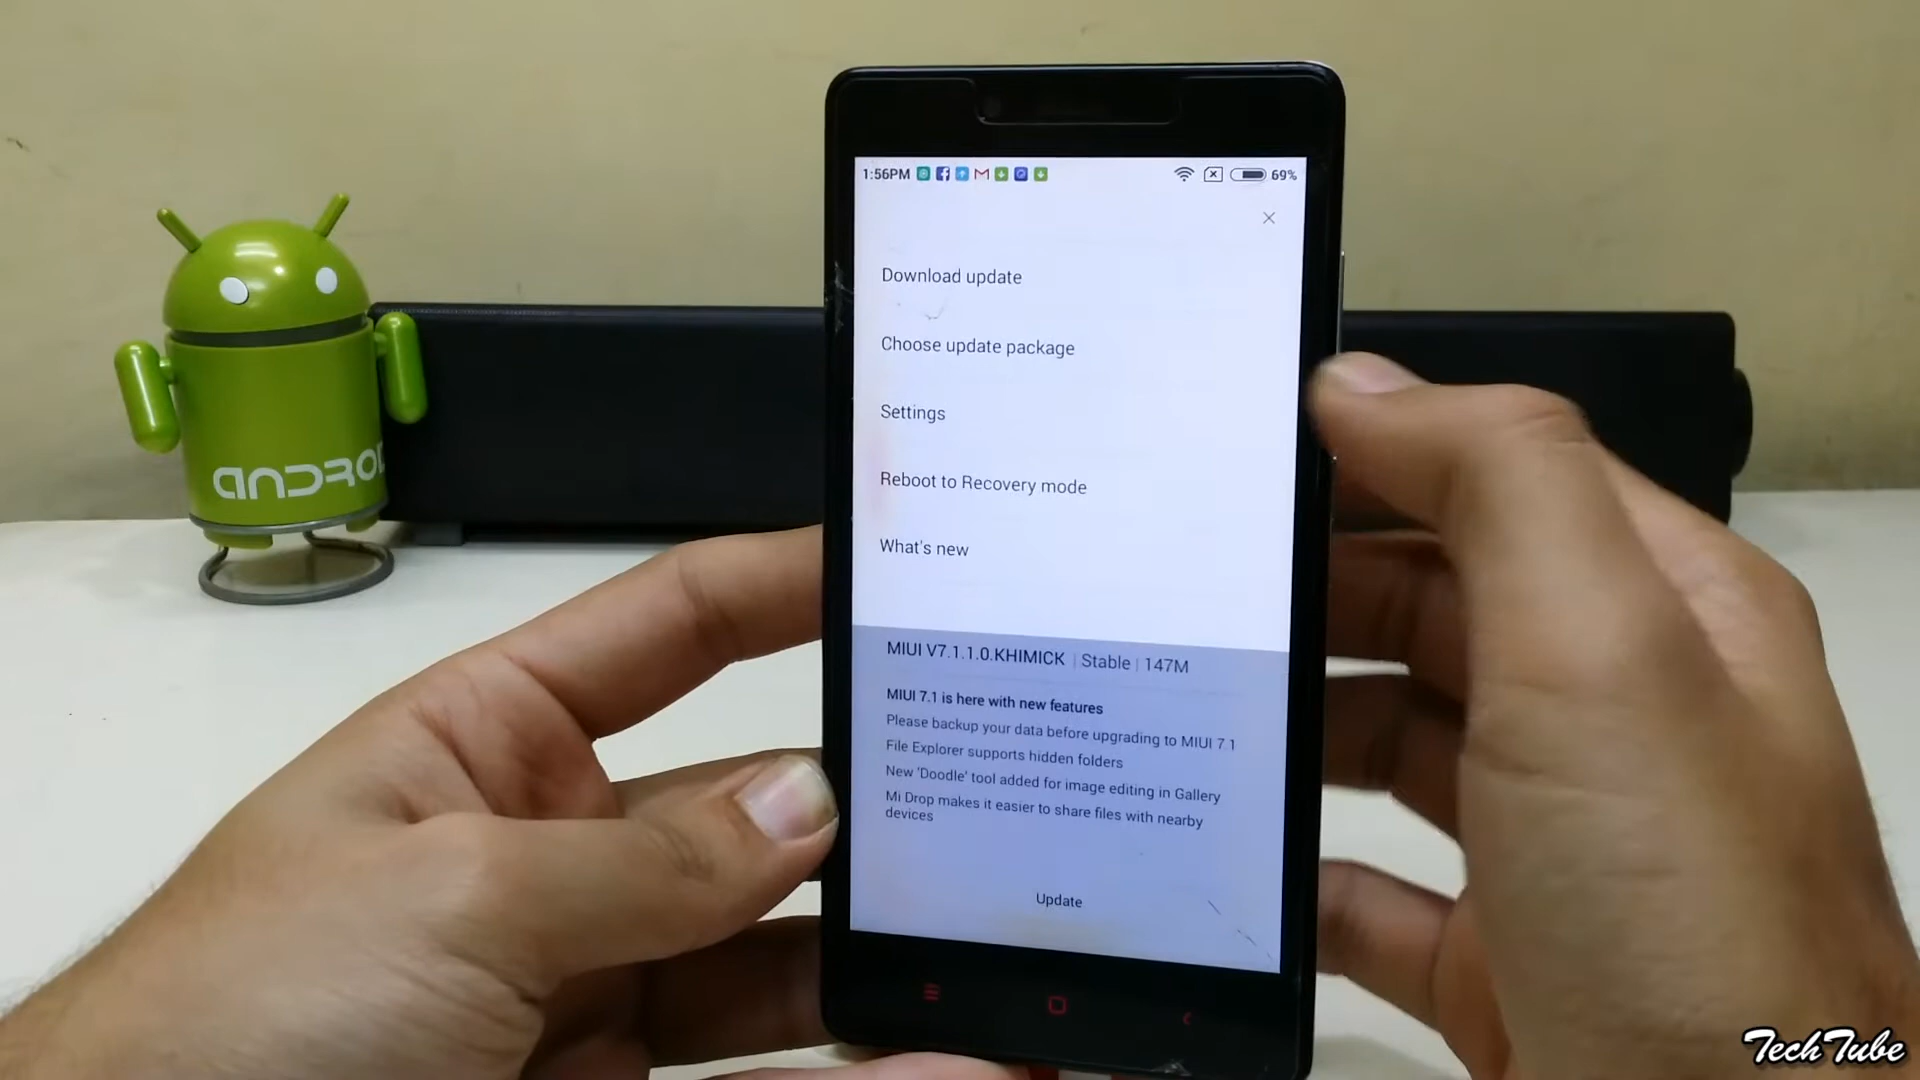 1:56PM
69%
Download update
Choose update package
Settings
Reboot to Recovery mode
What's new
MIUI V7.1.1.0.KHIMICK | Stable | 147M
MIUI 7.1 is here with new features
Please backup your data before upgrading to MIUI 7.1
File Explorer supports hidden folders
New 'Doodle' tool added for image editing in Gallery
Mi Drop makes it easier to share files with nearby
devices
Update
ANDRO
TechTube